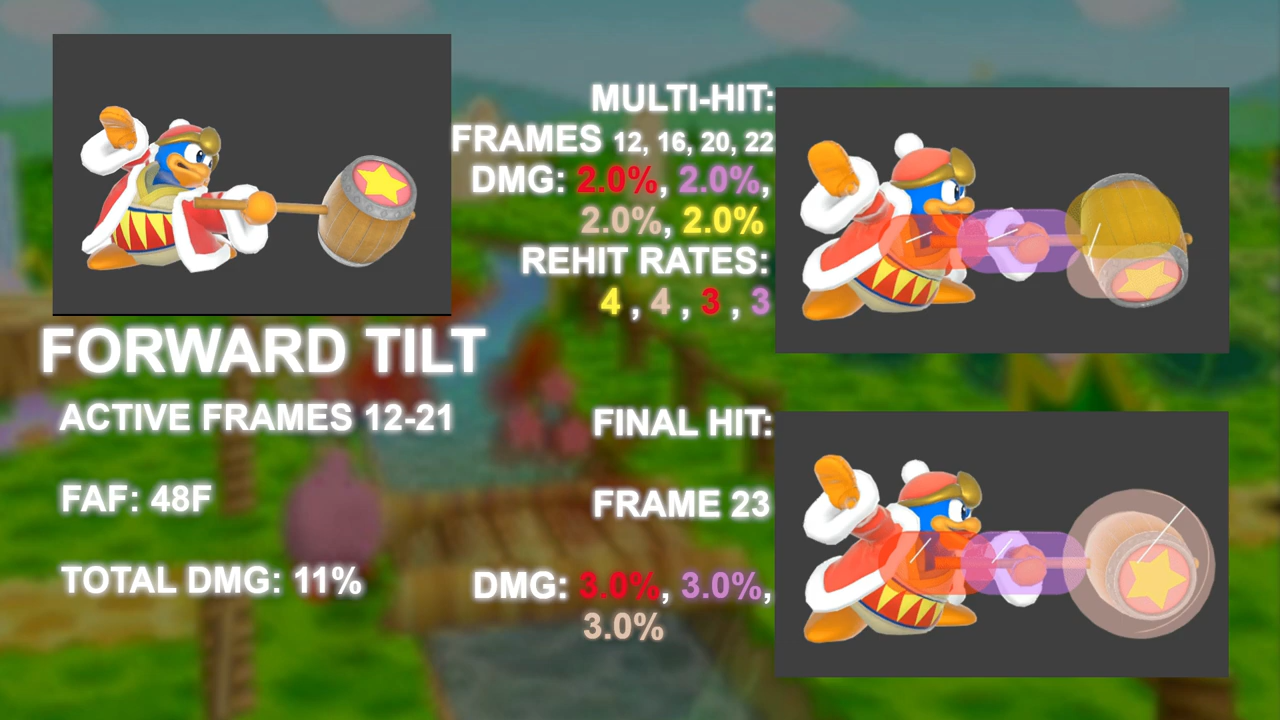 FORWARD TILT
ACTIVE FRAMES 12-21
FAF: 48F
TOTAL DMG: 11%
MULTI-HIT:
FRAMES 12, 16, 20, 22
DMG: 2.0%, 2.0%,
2.0%, 2.0%
REHIT RATES:
4 , 4 , 3 , 3
FINAL HIT:
FRAME 23
DMG: 3.0%, 3.0%,
3.0%